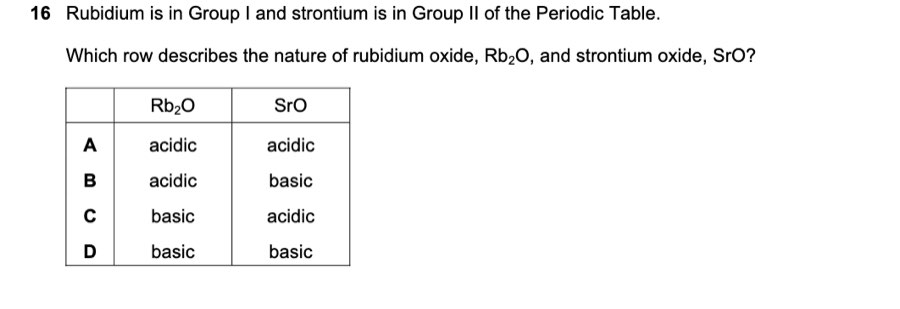 16 Rubidium is in Group I and strontium is in Group II of the Periodic Table.
Which row describes the nature of rubidium oxide, Rb₂O, and strontium oxide, SrO?
Rb₂O SrO
A acidic acidic
B acidic basic
C basic acidic
D basic basic